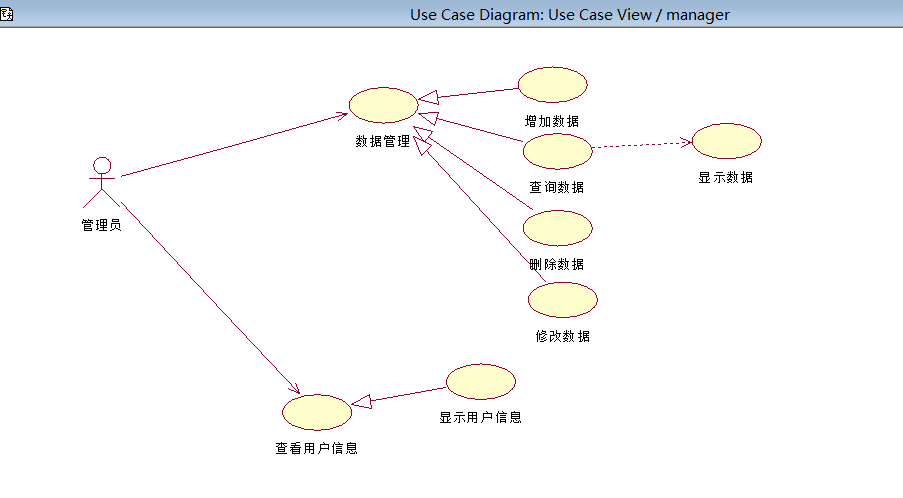 Use Case Diagram: Use Case View / manager
增加数据
数据管理
显示数据
查询数据
管理员
删除数据
修改数据
显示用户信息
查看用户信息